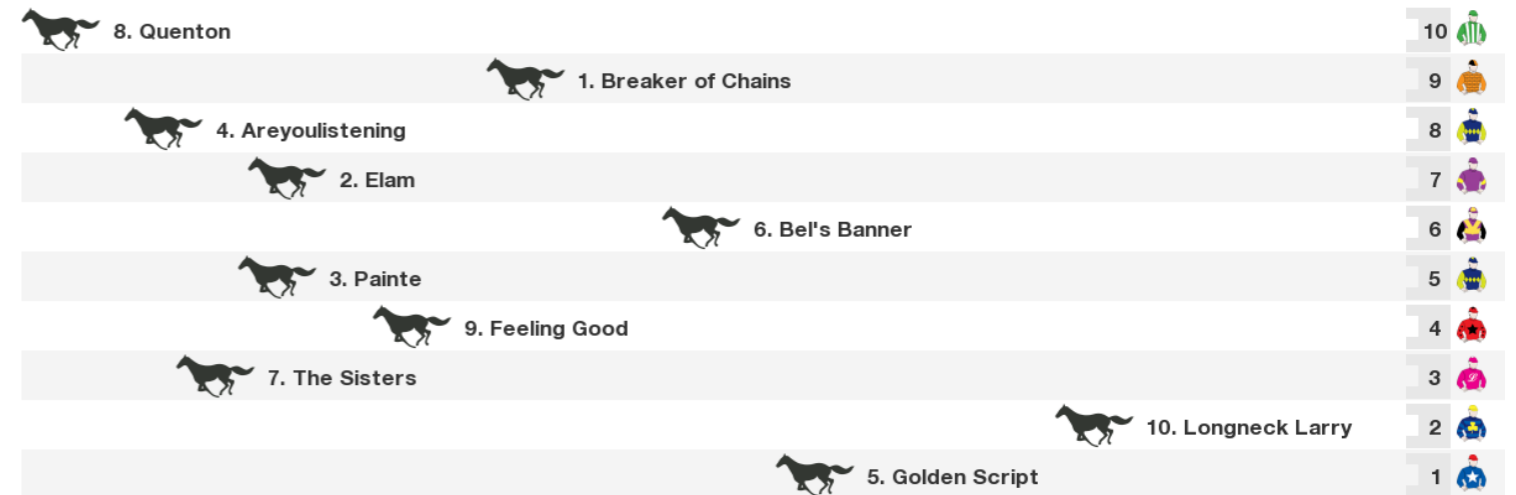 8. Quenton 10
1. Breaker of Chains 9
4. Areyoulistening 8
2. Elam 7
6. Bel's Banner 6
3. Painte 5
9. Feeling Good 4
7. The Sisters 3
10. Longneck Larry 2
5. Golden Script 1